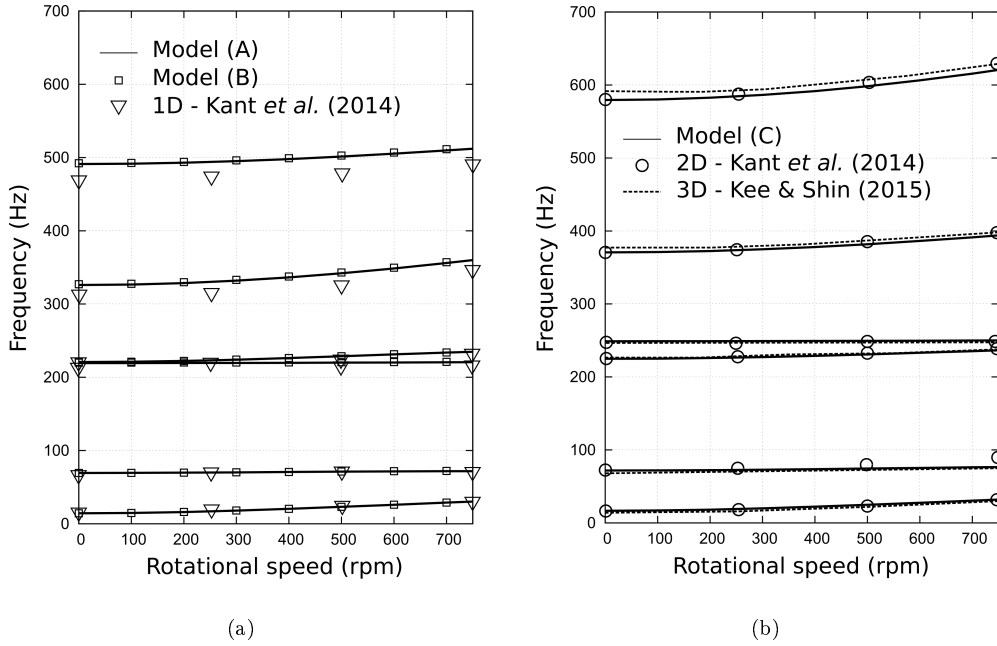 700
600
500
400
300
200
100
0
0 100 200 300 400 500 600 700
Frequency (Hz)
Rotational speed (rpm)
Model (A)
Model (B)
1D - Kant et al. (2014)
(a)
700
600
500
400
300
200
100
0
0 100 200 300 400 500 600 700
Frequency (Hz)
Rotational speed (rpm)
Model (C)
2D - Kant et al. (2014)
3D - Kee & Shin (2015)
(b)